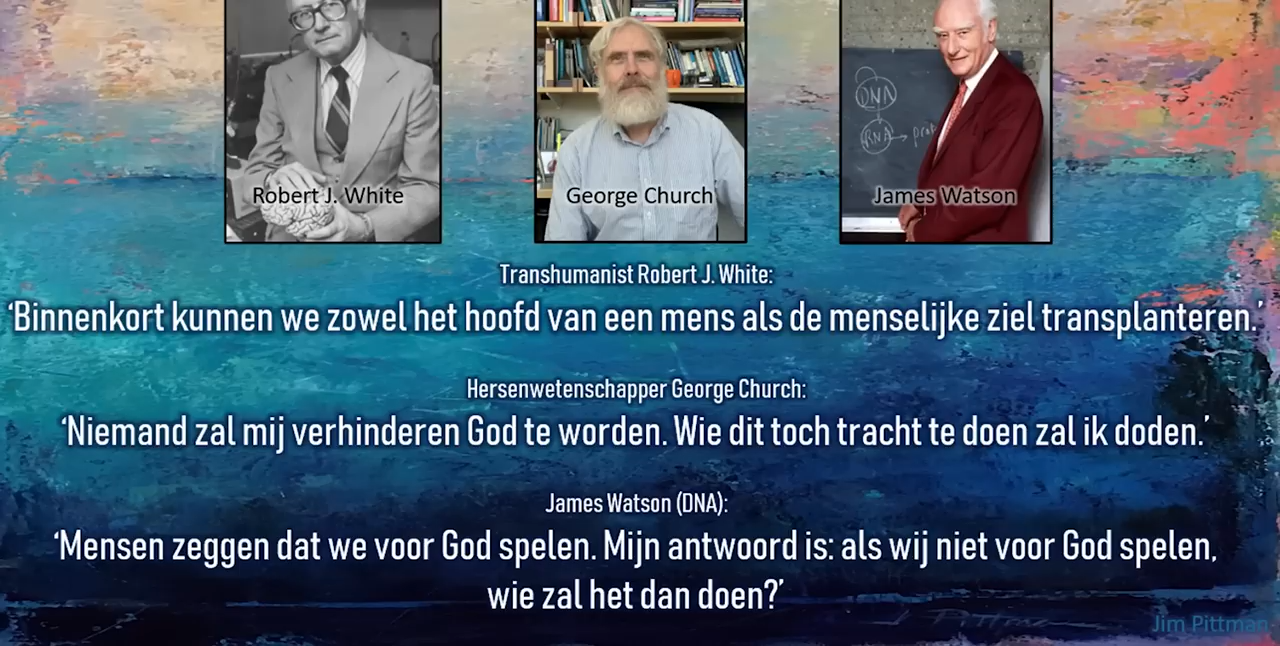 DNA
RNA → prot
Robert J. White
George Church
James Watson
Transhumanist Robert J. White:
‘Binnenkort kunnen we zowel het hoofd van een mens als de menselijke ziel transplanteren.’
Hersenwetenschapper George Church:
‘Niemand zal mij verhinderen God te worden. Wie dit toch tracht te doen zal ik doden.’
James Watson (DNA):
‘Mensen zeggen dat we voor God spelen. Mijn antwoord is: als wij niet voor God spelen,
wie zal het dan doen?’
J Pittman
Jim Pittman